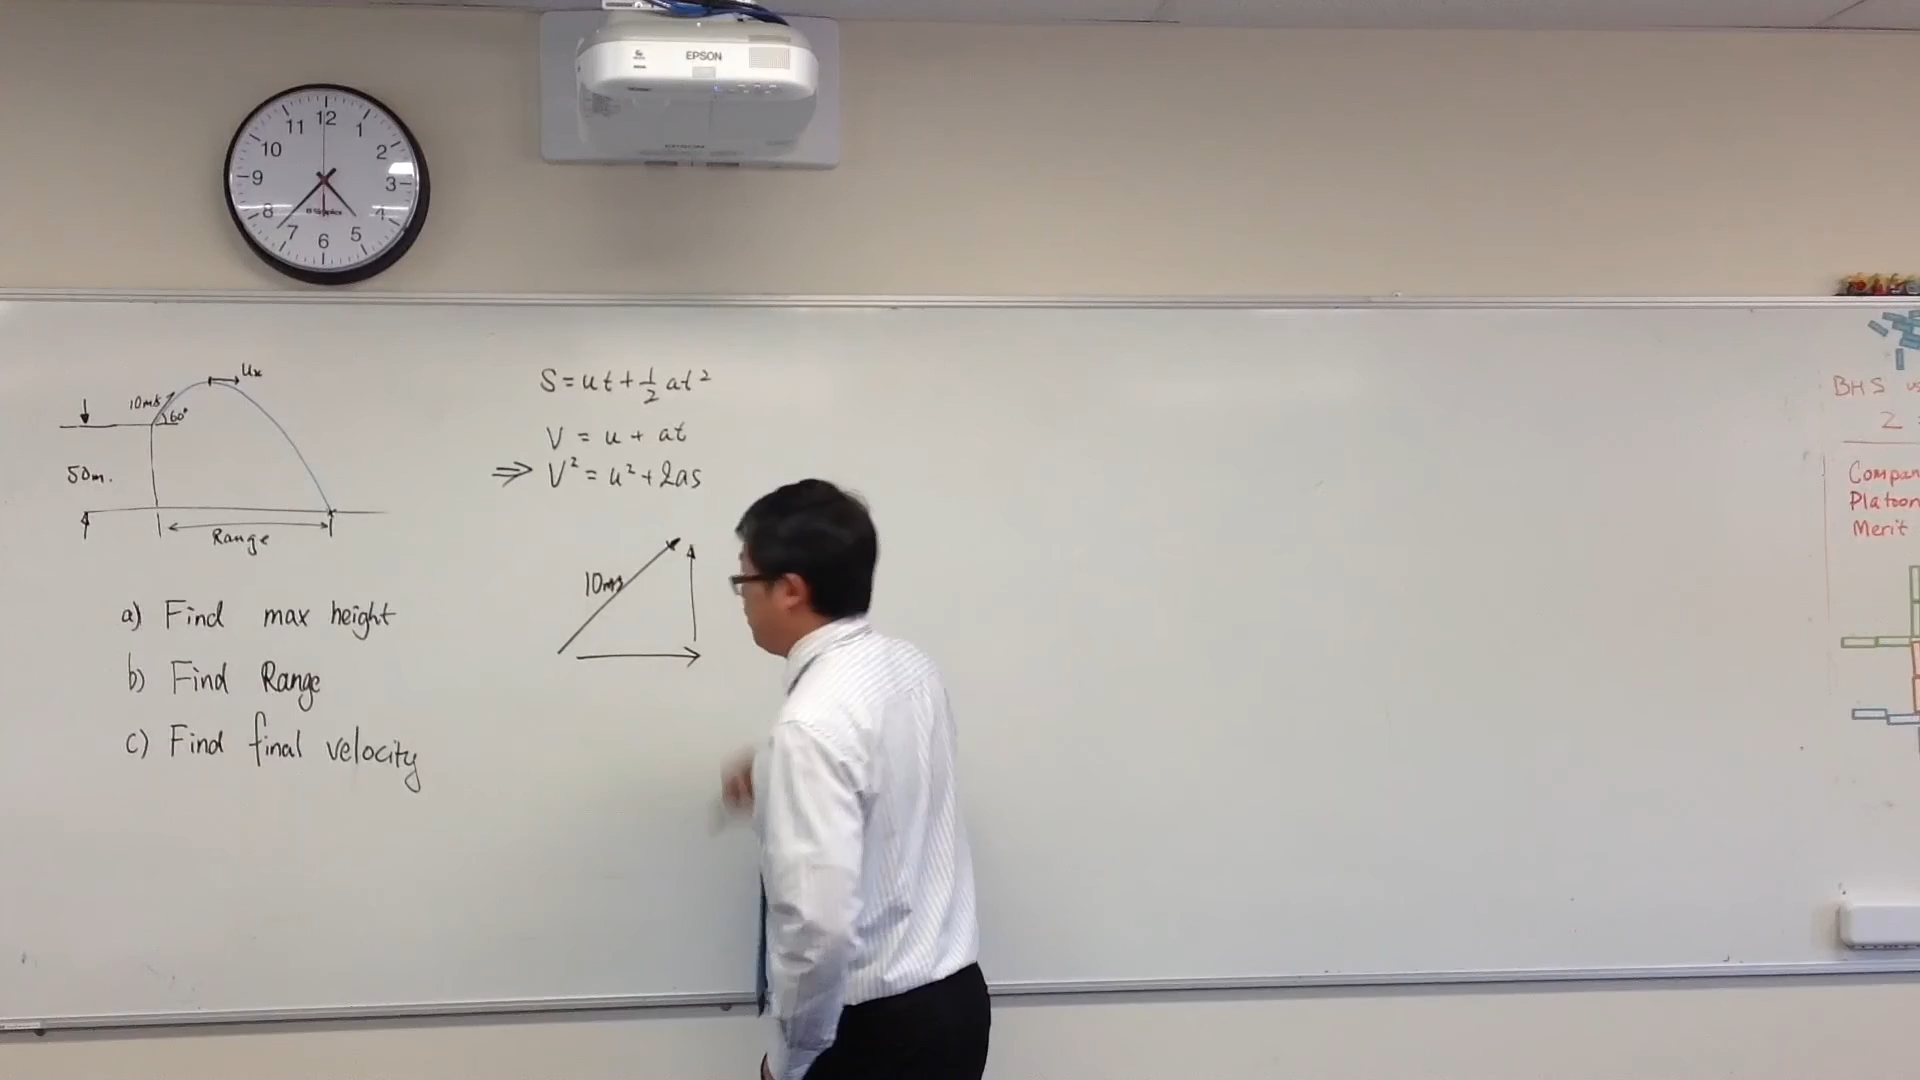 EPSON
12
1
2
3
4
5
6
7
8
9
10
11
Ux
10m/s
60°
50m.
Range
a) Find max height
b) Find Range
c) Find final velocity
S = ut + 1/2 at²
V = u + at
⇒ V² = u² + 2as
10m/s
BHS
2
Compan
Platoon
Merit